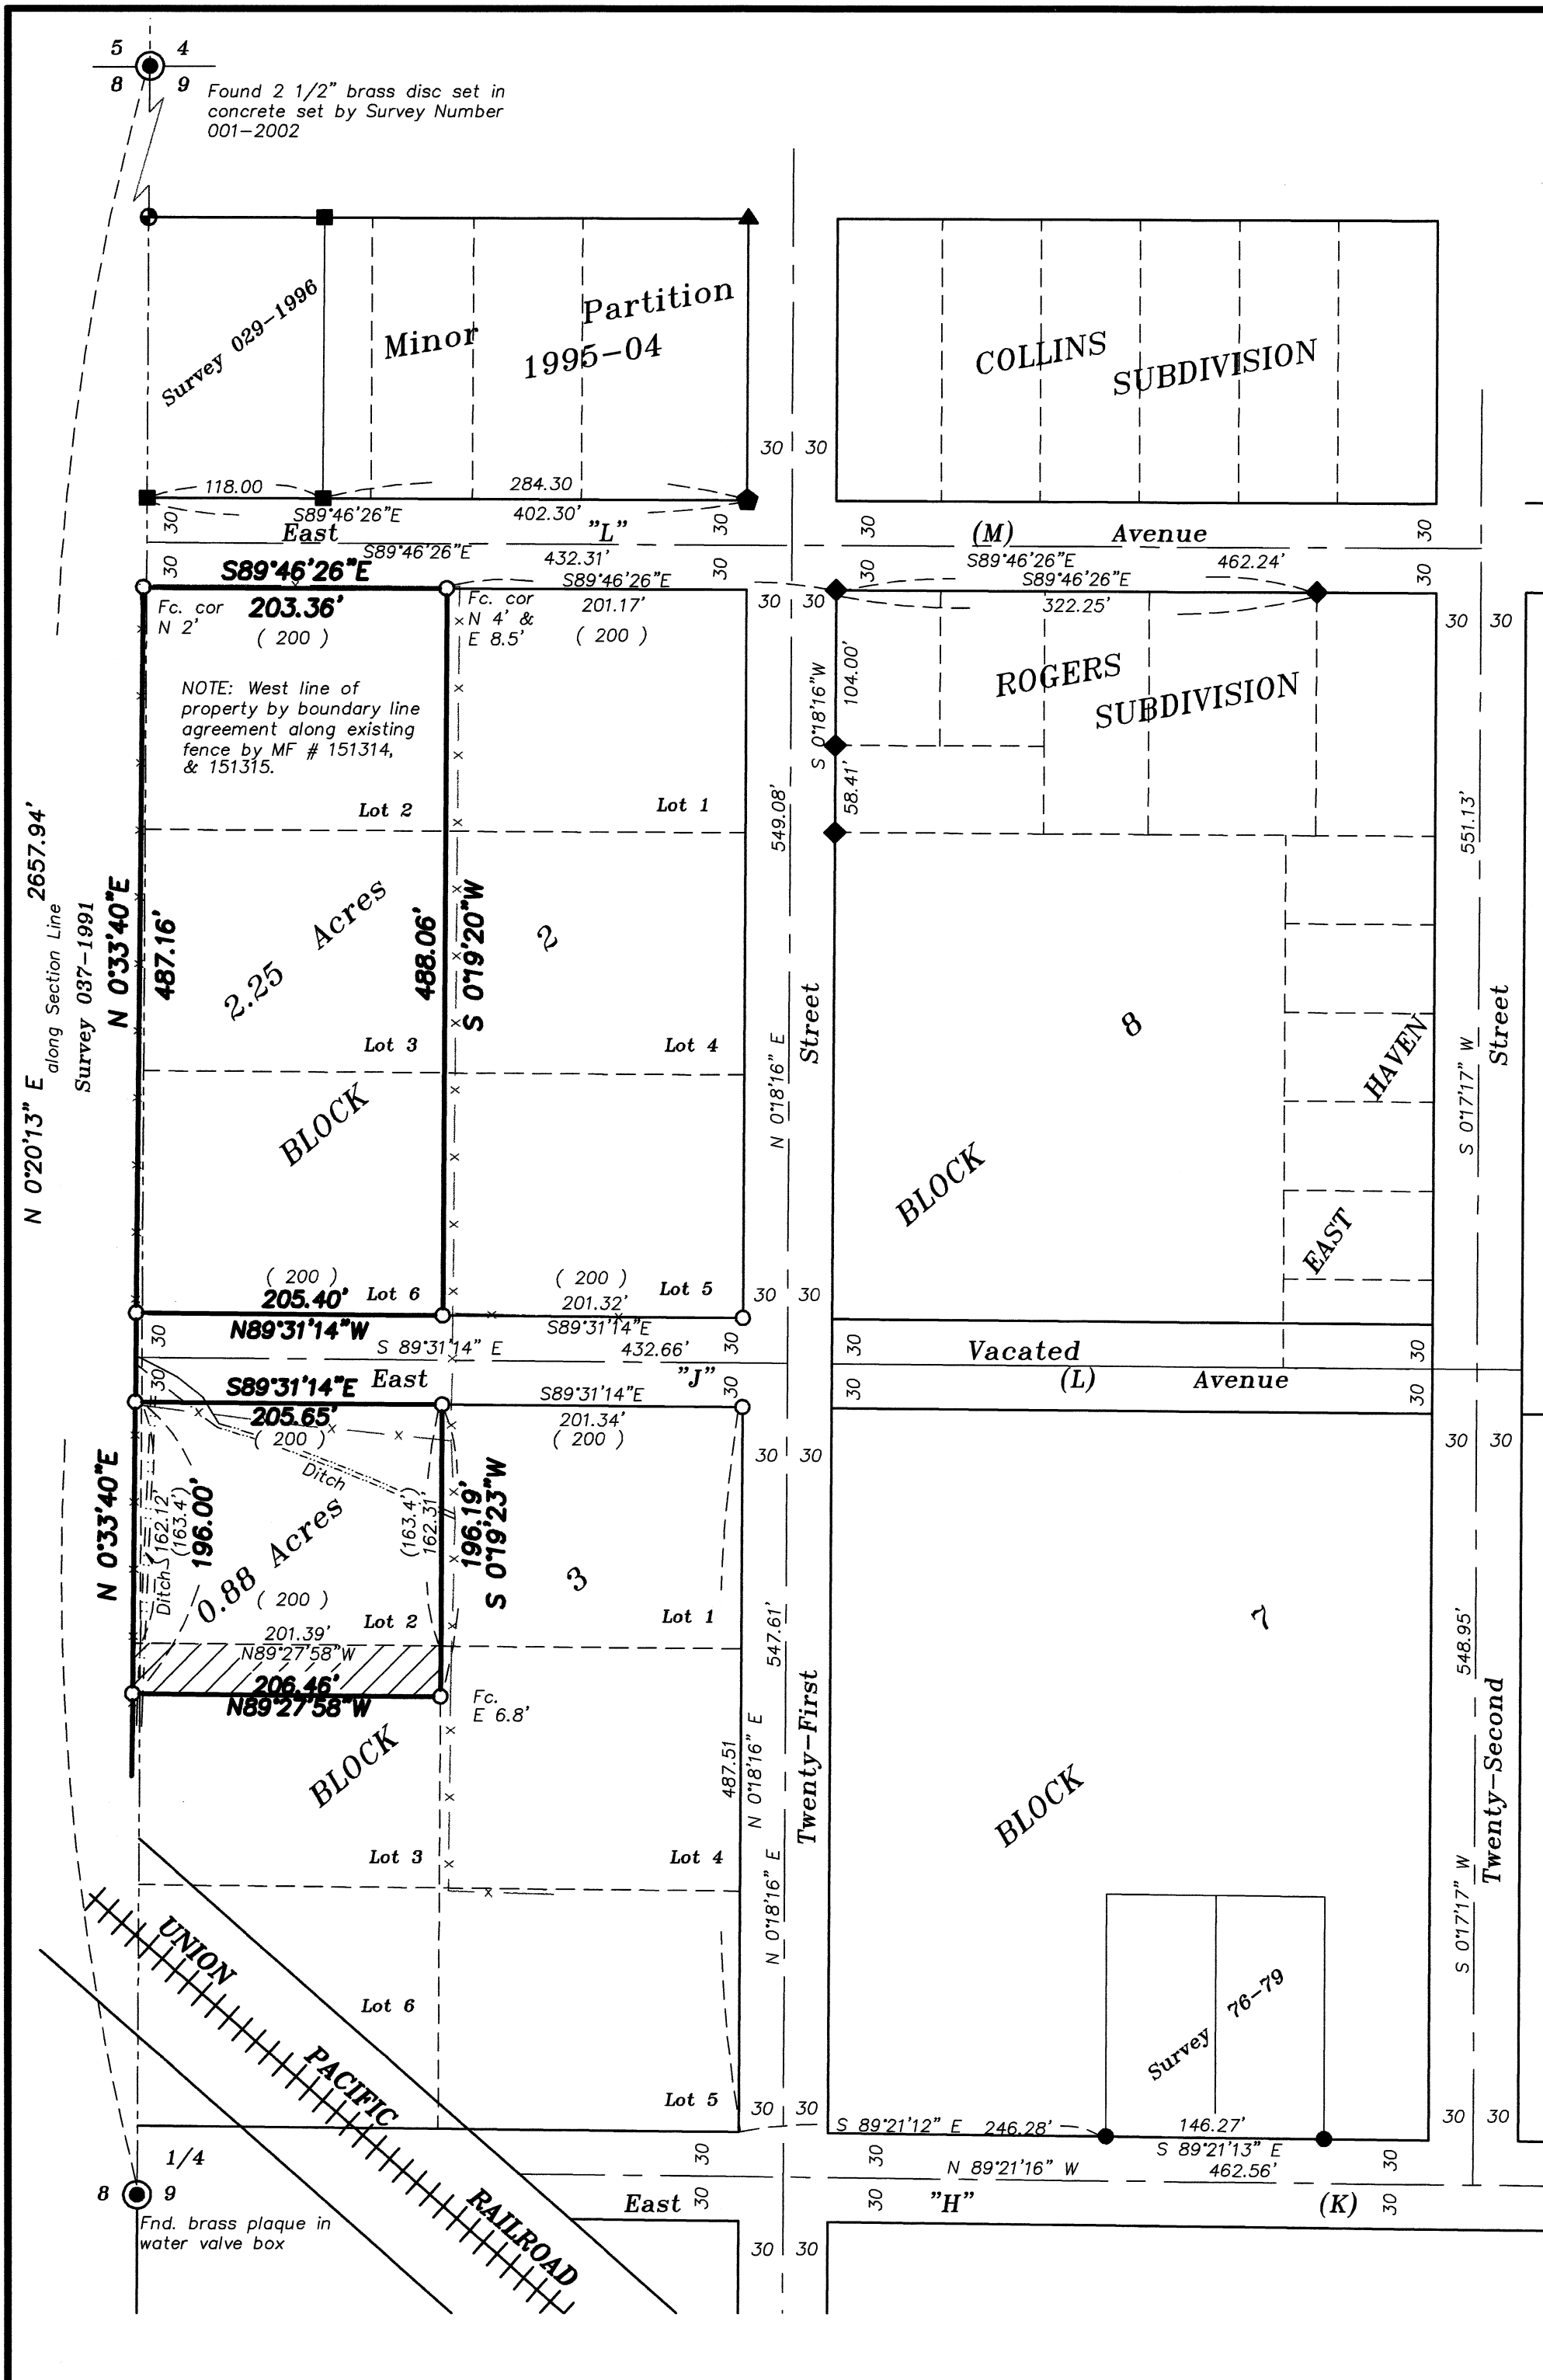 5 4
8 9
Found 2 1/2" brass disc set in
concrete set by Survey Number
001-2002
Survey 029-1996
Minor Partition
1995-04
COLLINS SUBDIVISION
30 30
118.00
284.30
S89°46'26"E
402.30'
30
30
30
30
East "L" (M) Avenue
S89°46'26"E
432.31'
S89°46'26"E
462.24'
30
30
30
30
S89°46'26"E
203.36'
( 200 )
Fc. cor
N 2'
Fc. cor
N 4' &
E 8.5'
S89°46'26"E
201.17'
( 200 )
30 30
S89°46'26"E
322.25'
30 30
NOTE: West line of
property by boundary line
agreement along existing
fence by MF # 151314,
& 151315.
S 0°18'16"W
104.00'
58.41'
ROGERS SUBDIVISION
Lot 2
Lot 1
N 0°20'13" E 2657.94'
along Section Line
Survey 037-1991
N 0°33'40"E
487.16'
2.25 Acres
488.06'
S 0°19'20"W
2
549.08'
N 0°18'16" E
Street
8
551.13'
S 0°17'17" W
Street
Lot 3
Lot 4
BLOCK
BLOCK
EAST HAVEN
( 200 )
205.40'
N89°31'14"W
Lot 6
( 200 )
201.32'
S89°31'14"E
Lot 5
30 30
30
30
30
30
S 89°31'14" E
432.66'
Vacated
East "J" (L) Avenue
30
30
30
30
S89°31'14"E
205.65'
( 200 )
S89°31'14"E
201.34'
( 200 )
30 30
30 30
Ditch
N 0°33'40"E
Ditch
162.12'
(163.4')
196.00'
0.88 Acres
(163.4')
162.31'
196.19'
S 0°19'23"W
3
( 200 )
Lot 2
Lot 1
201.39'
N89°27'58"W
206.46'
N89°27'58"W
Fc.
E 6.8'
547.61'
7
548.95'
BLOCK
487.51
N 0°18'16" E
N 0°18'16" E
Twenty-First
BLOCK
Twenty-Second
S 0°17'17" W
Lot 3
Lot 4
UNION PACIFIC RAILROAD
Lot 6
Lot 5
Survey 76-79
30 30
30 30
S 89°21'12" E 246.28'
146.27'
S 89°21'13" E
30
30
30
N 89°21'16" W
462.56'
1/4
8 9
Fnd. brass plaque in
water valve box
East "H" (K)
30
30
30
30 30